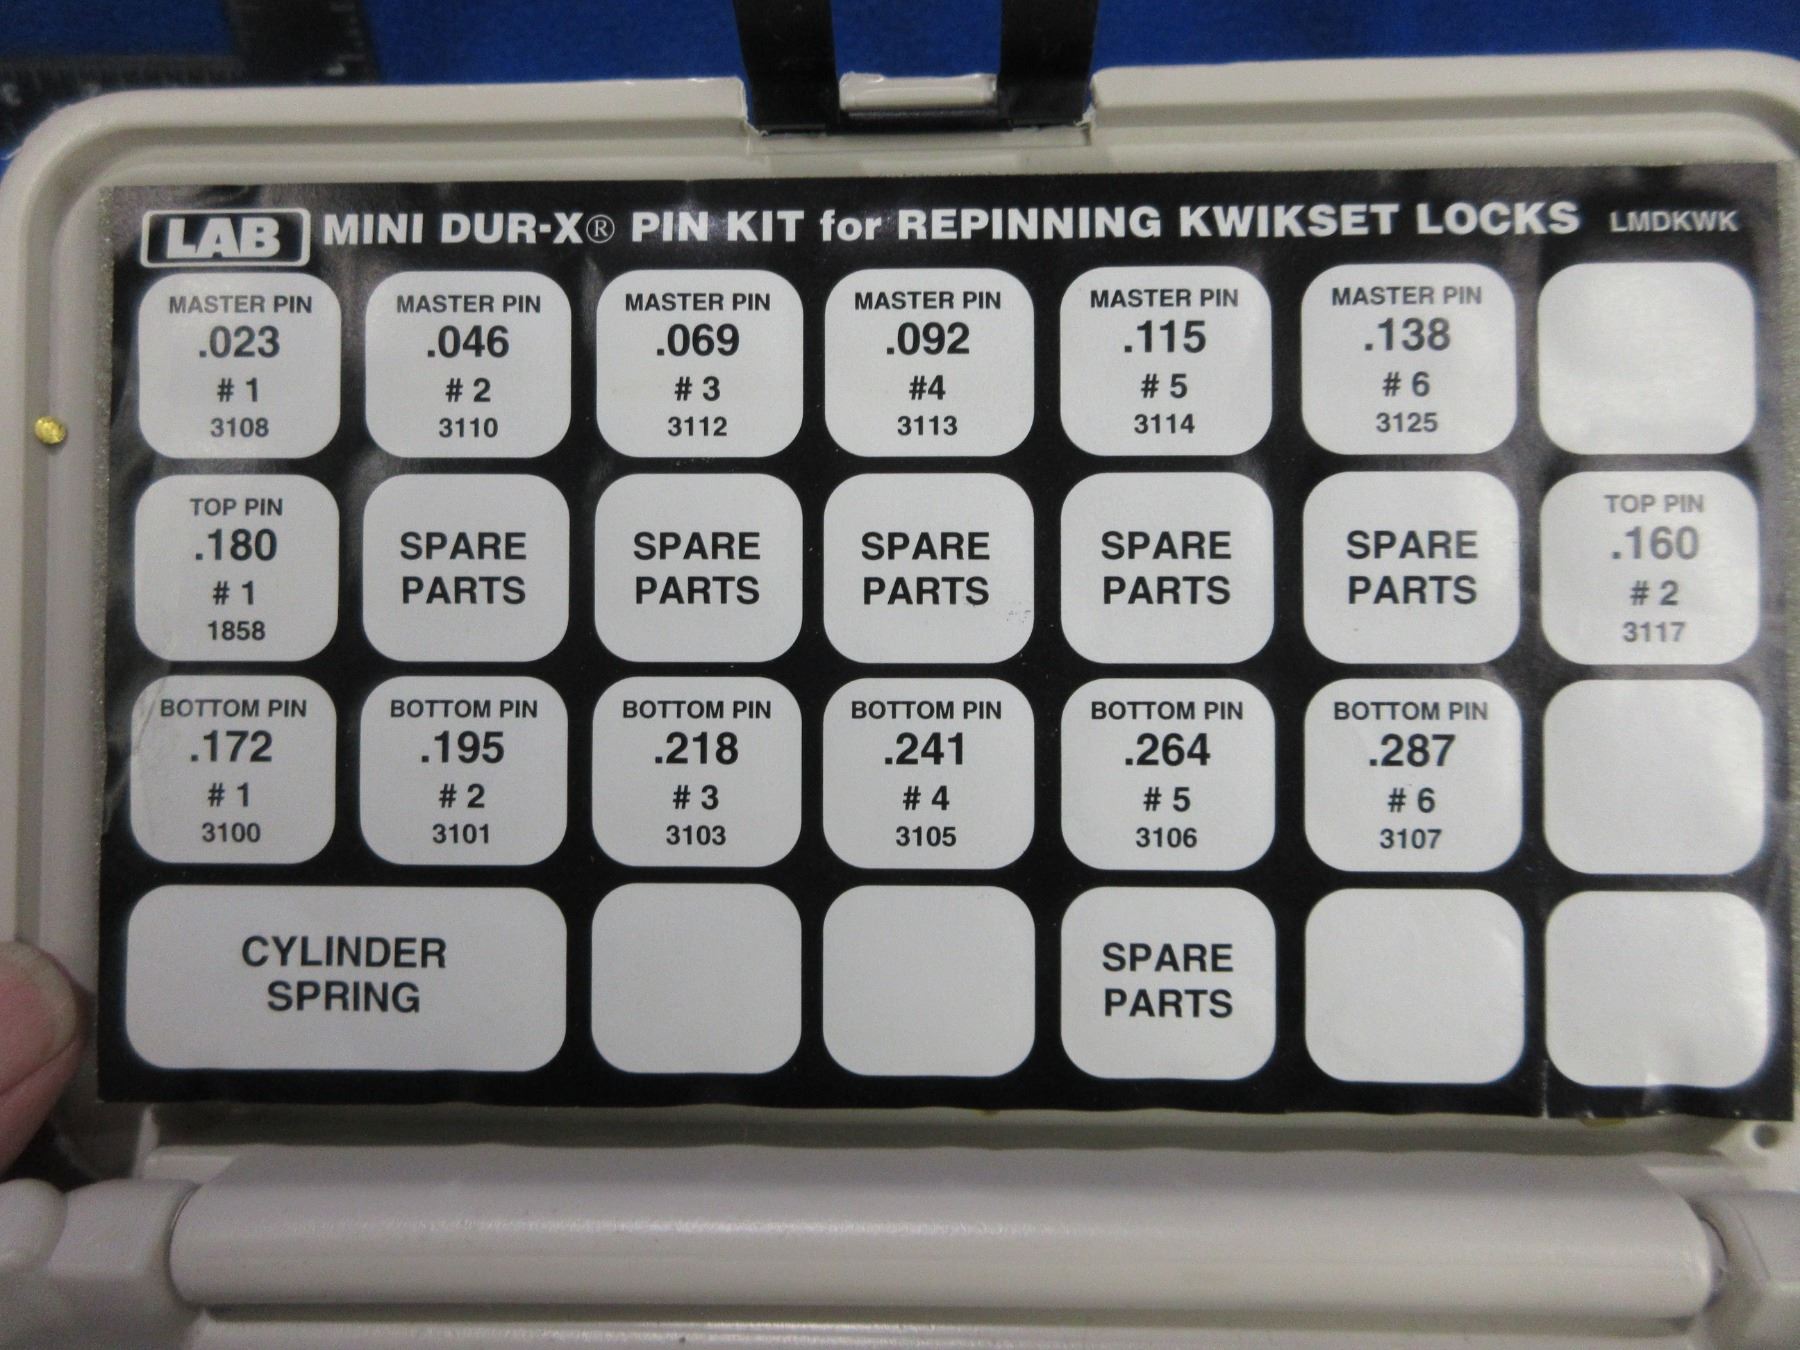 LAB MINI DUR-X® PIN KIT for REPINNING KWIKSET LOCKS LMDKWK
MASTER PIN
.023
# 1
3108
MASTER PIN
.046
# 2
3110
MASTER PIN
.069
# 3
3112
MASTER PIN
.092
#4
3113
MASTER PIN
.115
# 5
3114
MASTER PIN
.138
# 6
3125
TOP PIN
.180
# 1
1858
SPARE
PARTS
SPARE
PARTS
SPARE
PARTS
SPARE
PARTS
SPARE
PARTS
TOP PIN
.160
# 2
3117
BOTTOM PIN
.172
# 1
3100
BOTTOM PIN
.195
# 2
3101
BOTTOM PIN
.218
# 3
3103
BOTTOM PIN
.241
# 4
3105
BOTTOM PIN
.264
# 5
3106
BOTTOM PIN
.287
# 6
3107
CYLINDER
SPRING
SPARE
PARTS